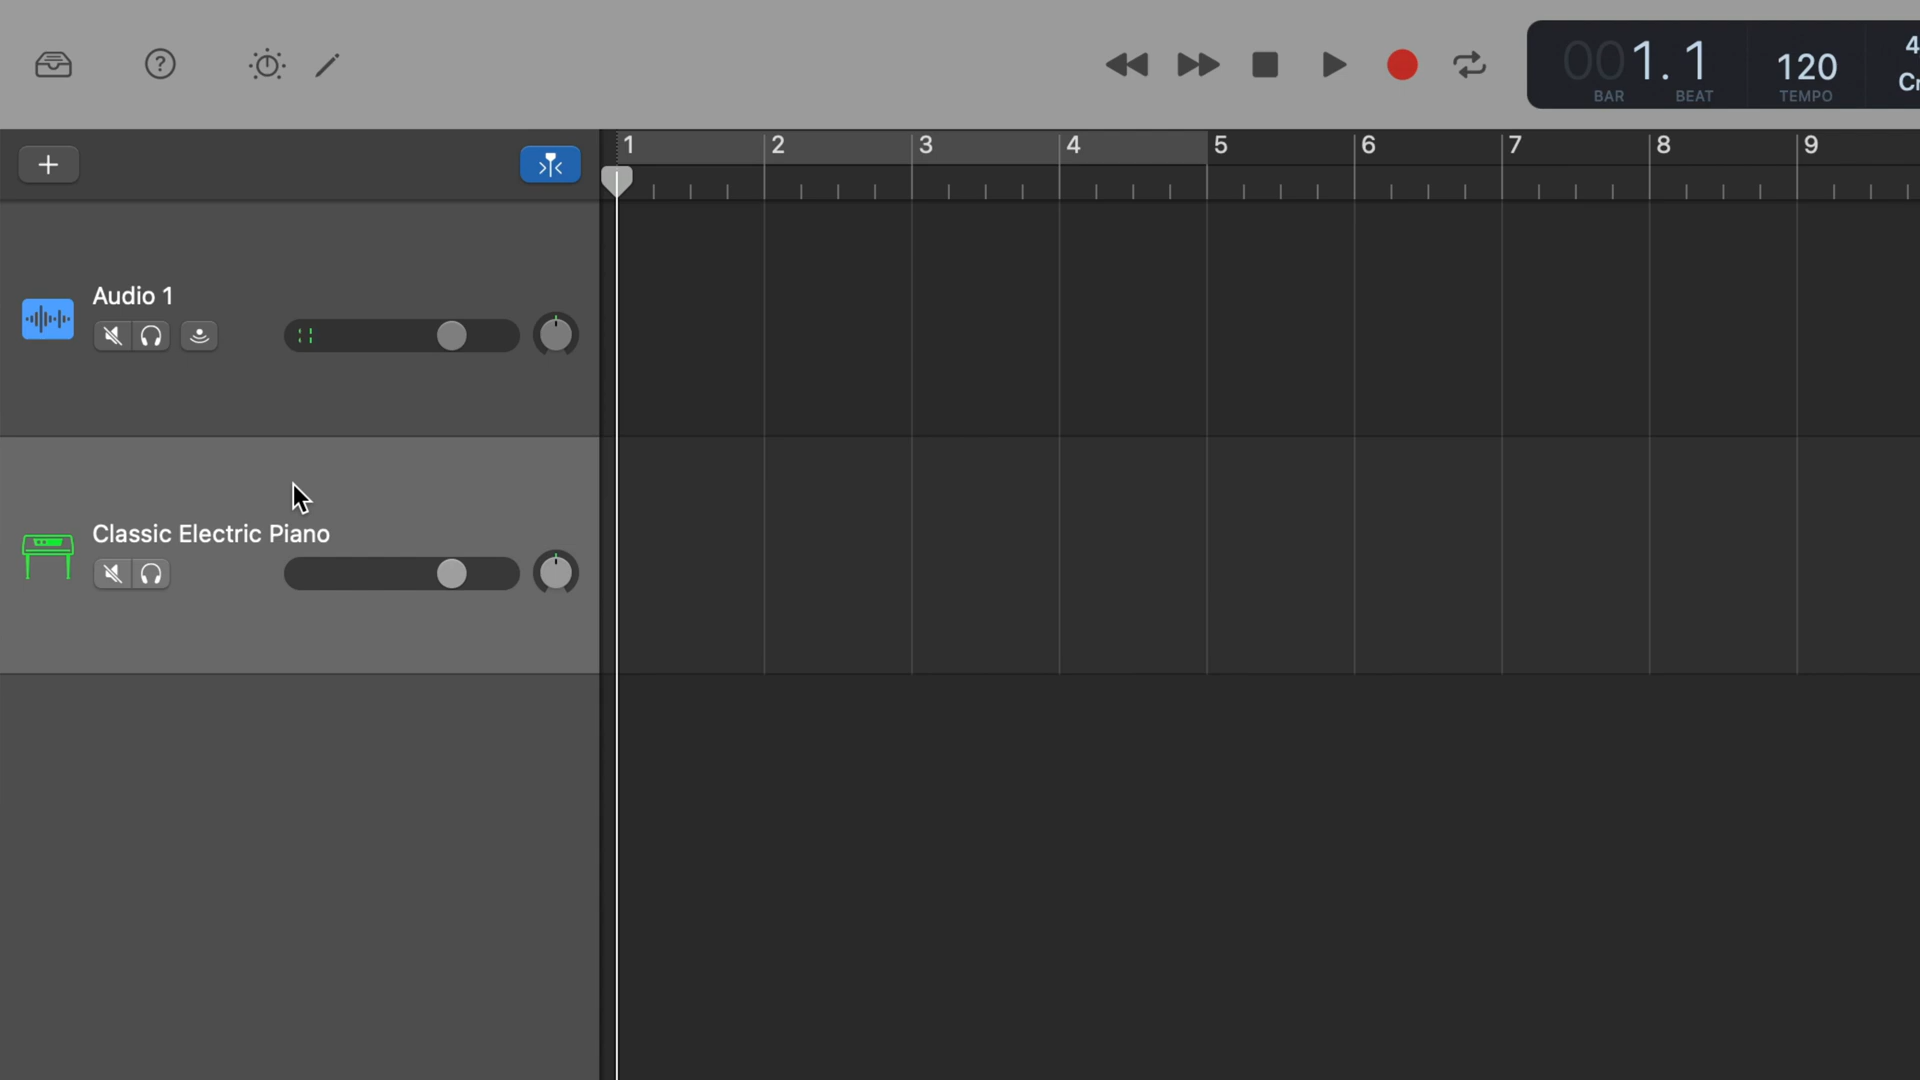 001. 1
BAR BEAT
120
TEMPO
4
Cr
1 2 3 4 5 6 7 8 9
Audio 1
Classic Electric Piano